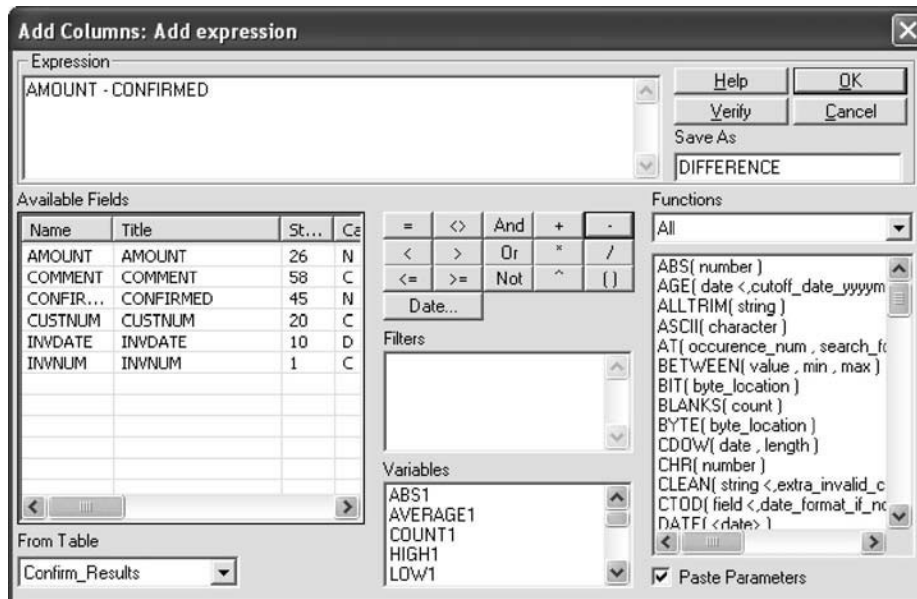 Add Columns: Add expression
Expression
AMOUNT - CONFIRMED
Help OK
Verify Cancel
Save As
DIFFERENCE
Available Fields
Name Title St... Ca
AMOUNT AMOUNT 26 N
COMMENT COMMENT 58 C
CONFIR... CONFIRMED 45 N
CUSTNUM CUSTNUM 20 C
INVDATE INVDATE 10 D
INVNUM INVNUM 1 C
From Table
Confirm_Results
= <> And + -
< > Or * /
<= >= Not ^ ( )
Date...
Filters
Variables
ABS1
AVERAGE1
COUNT1
HIGH1
LOW1
Functions
All
ABS( number )
AGE( date <,cutoff_date_yyyym
ALLTRIM( string )
ASCII( character )
AT( occurence_num , search_fo
BETWEEN( value , min , max )
BIT( byte_location )
BLANKS( count )
BYTE( byte_location )
CDOW( date , length )
CHR( number )
CLEAN( string <,extra_invalid_c
CTOD( field <,date_format_if_no
DATE( <date> )
Paste Parameters